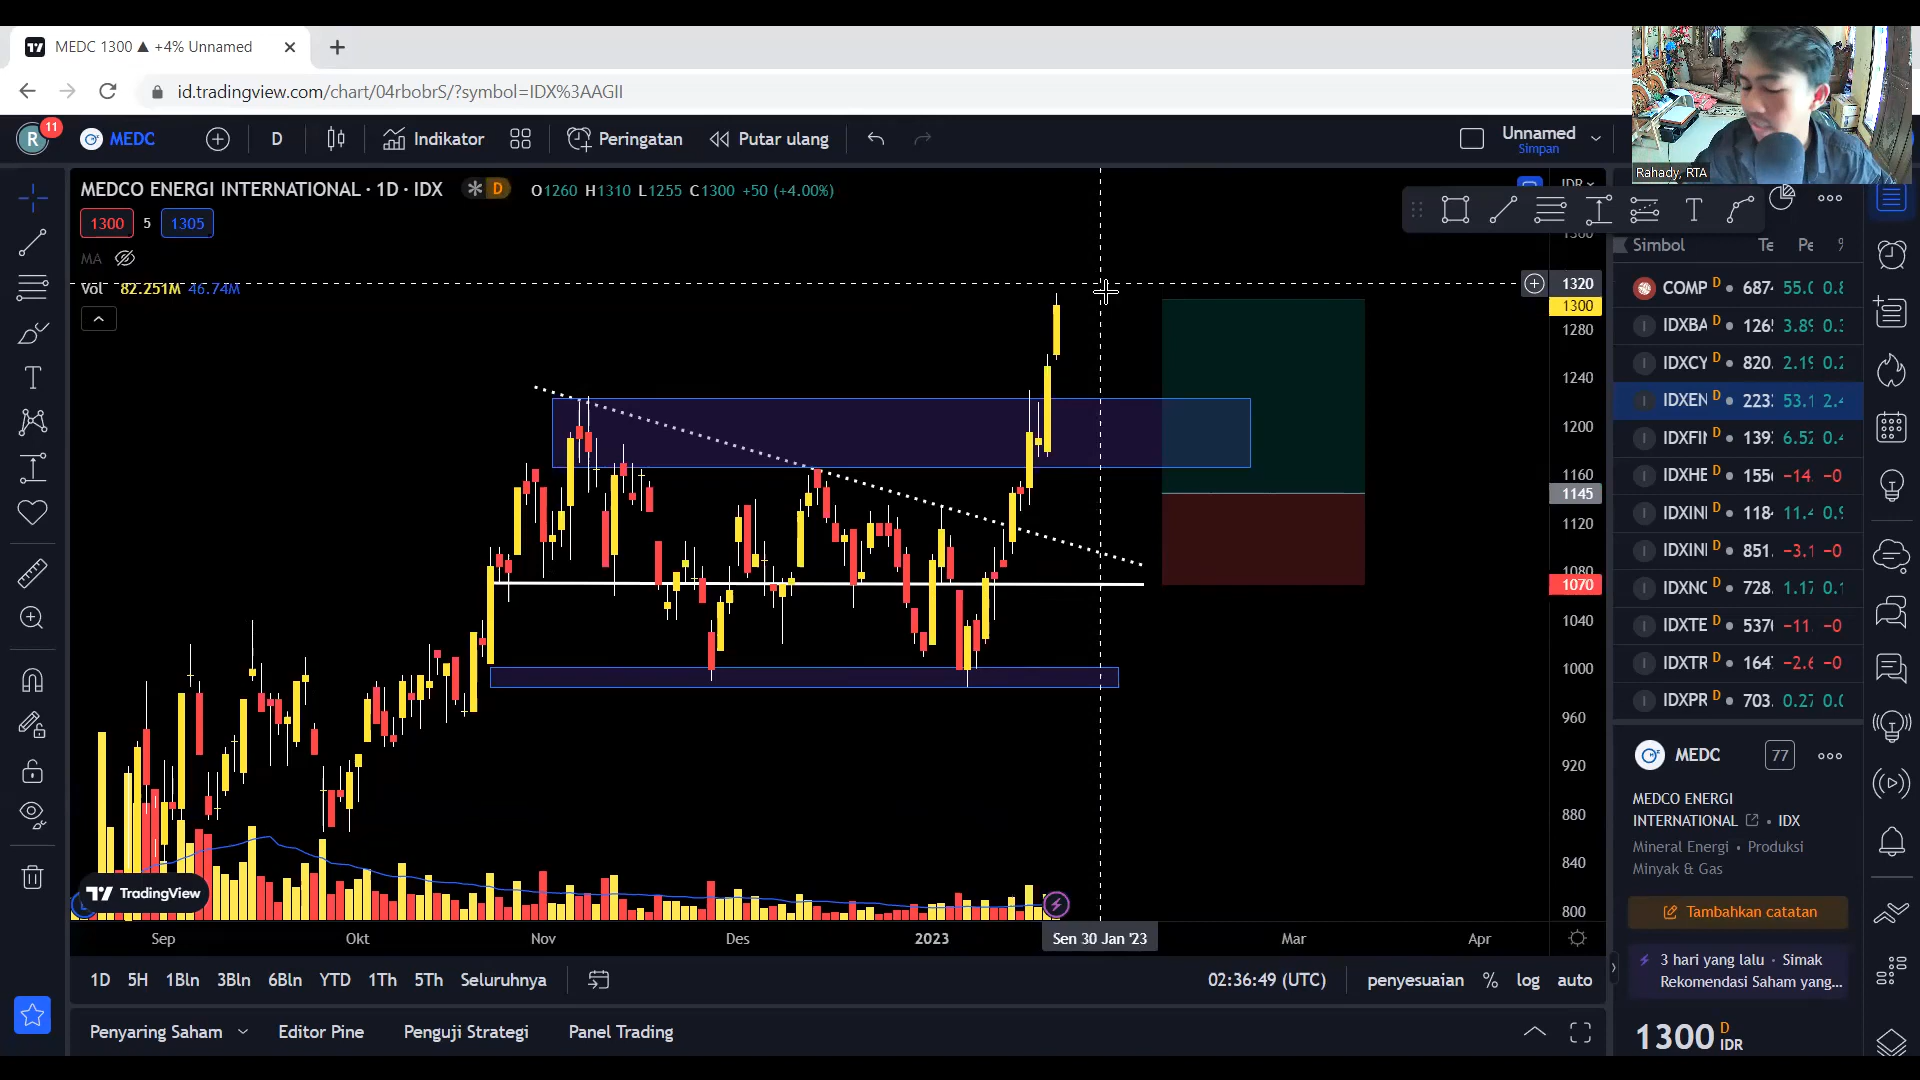 MEDC 1300 ▲ +4% Unnamed
id.tradingview.com/chart/04rbobrS/?symbol=IDX%3AAGII
R 11 MEDC D Indikator Peringatan Putar ulang Unnamed
Simpan
Rahady, RTA
MEDCO ENERGI INTERNATIONAL · 1D · IDX D O1260 H1310 L1255 C1300 +50 (+4.00%)
1300 5 1305
MA
Vol 82.251M 46.74M
IDR
1320
1300
1280
1240
1200
1160
1145
1120
1080
1070
1040
1000
960
920
880
840
800
TradingView
Sep Okt Nov Des 2023 Sen 30 Jan '23 Mar Apr
1D 5H 1Bln 3Bln 6Bln YTD 1Th 5Th Seluruhnya 02:36:49 (UTC) penyesuaian % log auto
Penyaring Saham Editor Pine Penguji Strategi Panel Trading
Simbol Te Pe
COMP D 687 55.0 0.8
IDXBA D 126 3.89 0.3
IDXCY D 820. 2.19 0.2
IDXEN D 223 53.1 2.4
IDXFI D 139 6.52 0.4
IDXHE D 155 −14. −0
IDXINI D 118 11.4 0.9
IDXINI D 851. −3.1 −0
IDXNC D 728. 1.17 0.1
IDXTE D 537 −11. −0
IDXTR D 164 −2.6 −0
IDXPR D 703. 0.27 0.0
MEDC 77
MEDCO ENERGI
INTERNATIONAL • IDX
Mineral Energi • Produksi
Minyak & Gas
Tambahkan catatan
3 hari yang lalu • Simak
Rekomendasi Saham yang...
1300 D IDR